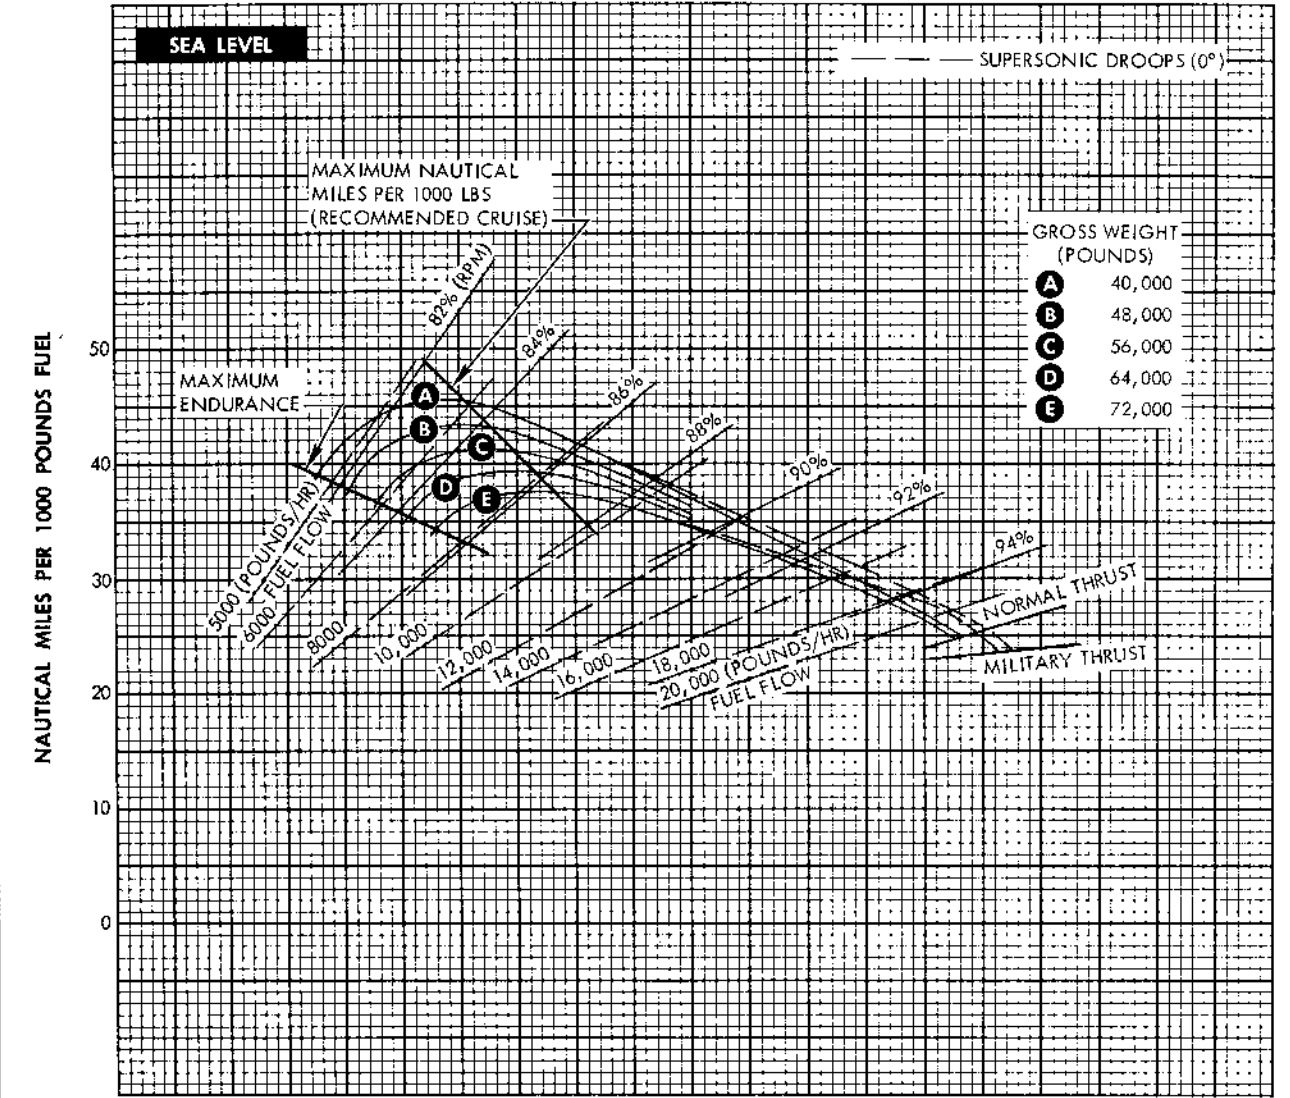 SEA LEVEL
SUPERSONIC DROOPS (0°)
MAXIMUM NAUTICAL
MILES PER 1000 LBS
(RECOMMENDED CRUISE)
GROSS WEIGHT
(POUNDS)
A 40,000
B 48,000
C 56,000
D 64,000
E 72,000
82% (RPM)
84%
86%
88%
90%
92%
94%
MAXIMUM
ENDURANCE
A
B
C
D
E
50
40
30
20
10
0
NAUTICAL MILES PER 1000 POUNDS FUEL
5000 (POUNDS/HR)
6000 FUEL FLOW
8000
10,000
12,000
14,000
16,000
18,000
20,000 (POUNDS/HR)
FUEL FLOW
NORMAL THRUST
MILITARY THRUST